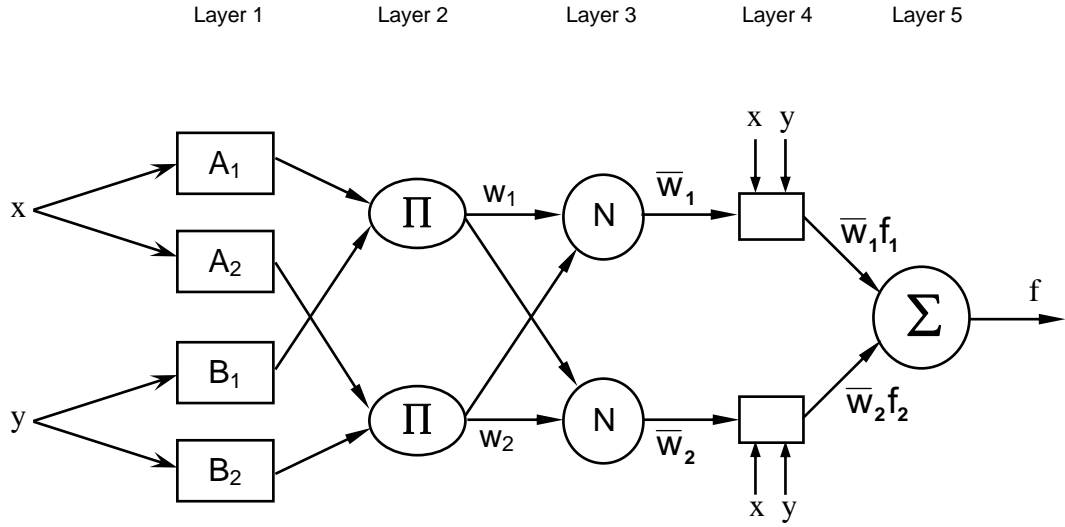 Layer 1 Layer 2 Layer 3 Layer 4 Layer 5
x y
A₁
x
A₂
Π w₁ N w̅₁
w̅₁f₁
Σ f
B₁
y
B₂
Π w₂ N w̅₂
w̅₂f₂
x y